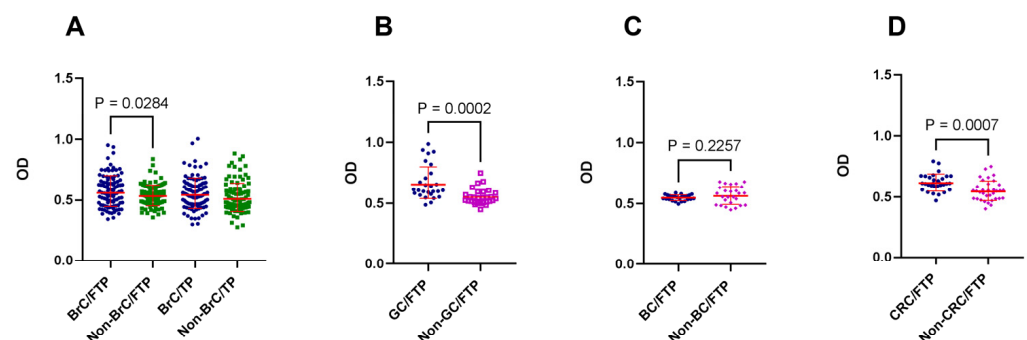 A
B
C
D
OD
1.5
1.0
0.5
0.0
P = 0.0284
BrC/FTP
Non-BrC/FTP
BrC/TP
Non-BrC/TP
OD
1.5
1.0
0.5
0.0
P = 0.0002
GC/FTP
Non-GC/FTP
OD
1.5
1.0
0.5
0.0
P = 0.2257
BC/FTP
Non-BC/FTP
OD
1.5
1.0
0.5
0.0
P = 0.0007
CRC/FTP
Non-CRC/FTP